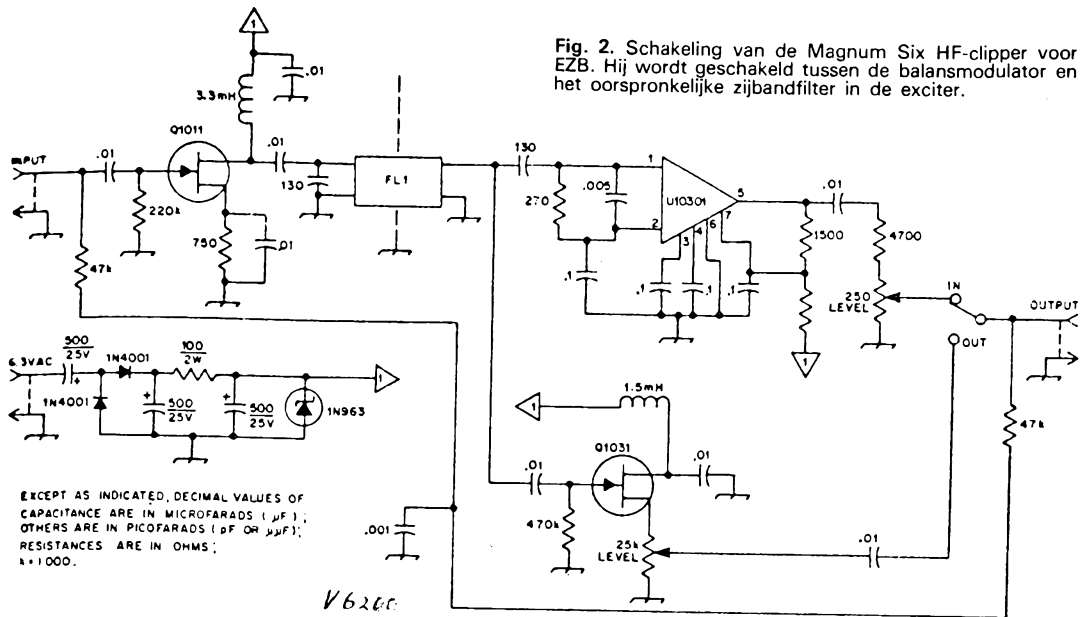 Fig. 2. Schakeling van de Magnum Six HF-clipper voor
EZB. Hij wordt geschakeld tussen de balansmodulator en
het oorspronkelijke zijbandfilter in de exciter.
1
.01
3.3mH
Q1011
INPUT
.01
.01
220k
130
FL1
750
.01
47k
130
270
.005
1
2
U10301
3
4
6
7
5
.1
.1
.1
.1
.01
1500
4700
250
LEVEL
1
IN
OUT
OUTPUT
47k
6.3VAC
500
25V
+
1N4001
1N4001
100
2W
+
500
25V
+
500
25V
1N963
1
1
1.5mH
Q1031
.01
.01
470k
25k
LEVEL
.01
.001
EXCEPT AS INDICATED, DECIMAL VALUES OF
CAPACITANCE ARE IN MICROFARADS (µF);
OTHERS ARE IN PICOFARADS (pF OR µµF);
RESISTANCES ARE IN OHMS;
k=1000.